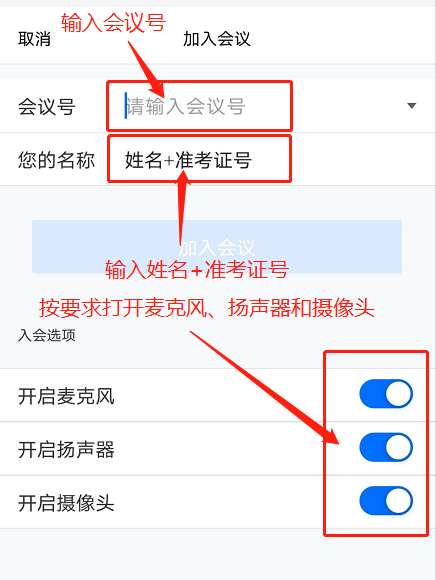 输入会议号
取消
加入会议
会议号
请输入会议号
您的名称
姓名+准考证号
加入会议
输入姓名+准考证号
按要求打开麦克风、扬声器和摄像头
入会选项
开启麦克风
开启扬声器
开启摄像头